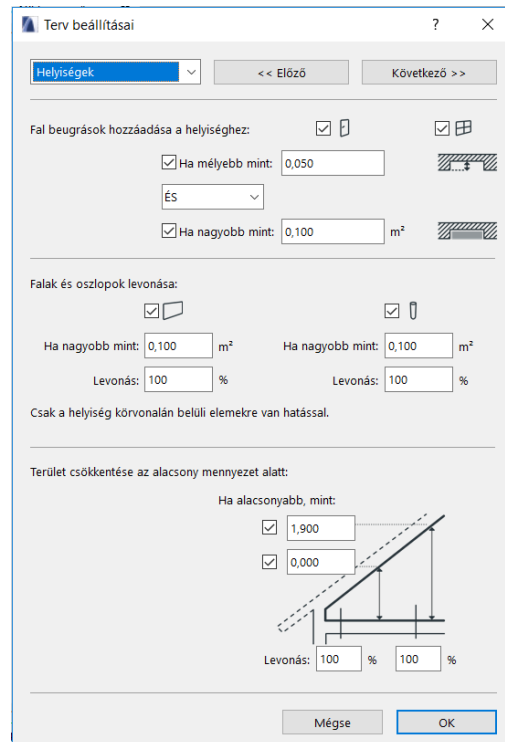 Terv beállításai ? ×
Helyiségek << Előző Következő >>
Fal beugrások hozzáadása a helyiséghez:
Ha mélyebb mint: 0,050
ÉS
Ha nagyobb mint: 0,100 m²
Falak és oszlopok levonása:
Ha nagyobb mint: 0,100 m² Ha nagyobb mint: 0,100 m²
Levonás: 100 % Levonás: 100 %
Csak a helyiség körvonalán belüli elemekre van hatással.
Terület csökkentése az alacsony mennyezet alatt:
Ha alacsonyabb, mint:
1,900
0,000
Levonás: 100 % 100 %
Mégse OK